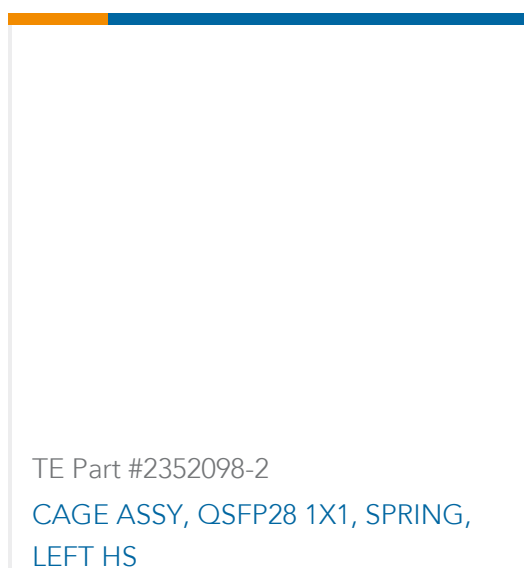 TE Part #2352098-2
CAGE ASSY, QSFP28 1X1, SPRING,
LEFT HS